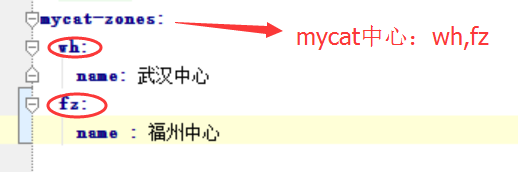 mycat-zones:
mycat中心：wh,fz
wh:
name: 武汉中心
fz:
name : 福州中心